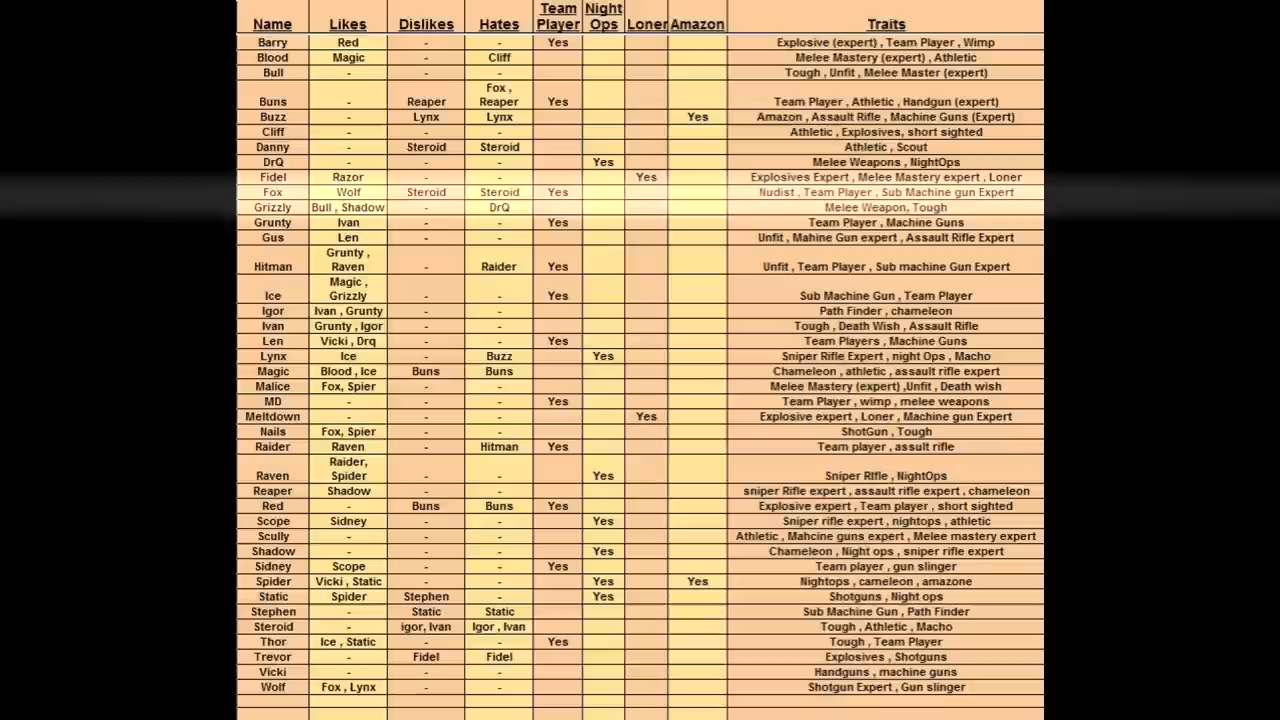 Name Likes Dislikes Hates Team Player Night Ops Loner Amazon Traits
Barry Red - - Yes Explosive (expert) , Team Player , Wimp
Blood Magic - Cliff Melee Mastery (expert) , Athletic
Bull - - - Tough , Unfit , Melee Master (expert)
Buns - Reaper Fox , Reaper Yes Team Player , Athletic , Handgun (expert)
Buzz - Lynx Lynx Yes Amazon , Assault Rifle , Machine Guns (Expert)
Cliff - - - Athletic , Explosives, short sighted
Danny - Steroid Steroid Athletic , Scout
DrQ - - - Yes Melee Weapons , NightOps
Fidel Razor - - Yes Explosives Expert , Melee Mastery expert , Loner
Fox Wolf Steroid Steroid Yes Nudist , Team Player , Sub Machine gun Expert
Grizzly Bull , Shadow - DrQ Melee Weapon, Tough
Grunty Ivan - - Yes Team Player , Machine Guns
Gus Len - - Unfit , Mahine Gun expert , Assault Rifle Expert
Hitman Grunty , Raven - Raider Yes Unfit , Team Player , Sub machine Gun Expert
Ice Magic , Grizzly - - Yes Sub Machine Gun , Team Player
Igor Ivan , Grunty - - Path Finder , chameleon
Ivan Grunty , Igor - - Tough , Death Wish , Assault Rifle
Len Vicki , Drq - - Yes Team Players , Machine Guns
Lynx Ice - Buzz Yes Sniper Rifle Expert , night Ops , Macho
Magic Blood , Ice Buns Buns Chameleon , athletic , assault rifle expert
Malice Fox, Spier - - Melee Mastery (expert) ,Unfit , Death wish
MD - - - Yes Team Player , wimp , melee weapons
Meltdown - - - Yes Explosive expert , Loner , Machine gun Expert
Nails Fox, Spier - - ShotGun , Tough
Raider Raven - Hitman Yes Team player , assult rifle
Raven Raider, Spider - - Yes Sniper RIfle , NightOps
Reaper Shadow - - sniper Rifle expert , assault rifle expert , chameleon
Red - Buns Buns Yes Explosive expert , Team player , short sighted
Scope Sidney - - Yes Sniper rifle expert , nightops , athletic
Scully - - - Athletic , Mahcine guns expert , Melee mastery expert
Shadow - - - Yes Chameleon , Night ops , sniper rifle expert
Sidney Scope - - Yes Team player , gun slinger
Spider Vicki , Static - - Yes Yes Nightops , cameleon , amazone
Static Spider Stephen - Yes Shotguns , Night ops
Stephen - Static Static Sub Machine Gun , Path Finder
Steroid - igor, Ivan Igor , Ivan Tough , Athletic , Macho
Thor Ice , Static - - Yes Tough , Team Player
Trevor - Fidel Fidel Explosives , Shotguns
Vicki - - - Handguns , machine guns
Wolf Fox , Lynx - - Shotgun Expert , Gun slinger